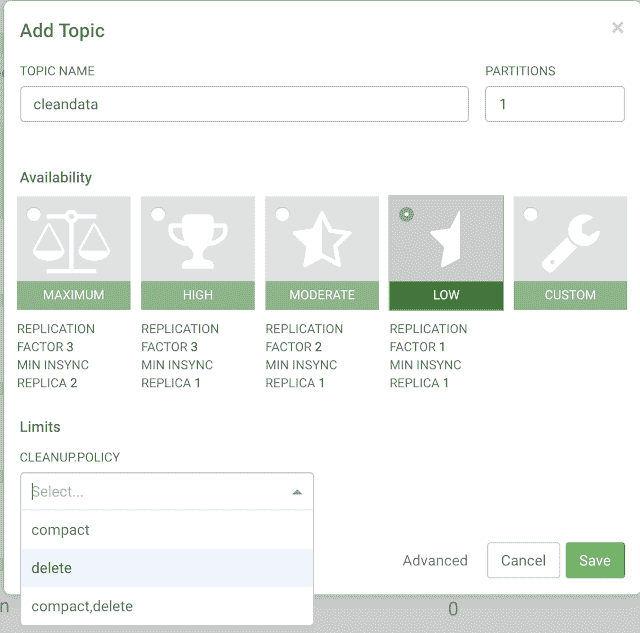 Add Topic
×
TOPIC NAME
PARTITIONS
cleandata
1
Availability
MAXIMUM
HIGH
MODERATE
LOW
CUSTOM
REPLICATION
FACTOR 3
MIN INSYNC
REPLICA 2
REPLICATION
FACTOR 3
MIN INSYNC
REPLICA 1
REPLICATION
FACTOR 2
MIN INSYNC
REPLICA 1
REPLICATION
FACTOR 1
MIN INSYNC
REPLICA 1
Limits
CLEANUP.POLICY
Select...
compact
delete
compact,delete
Advanced
Cancel
Save
n
0